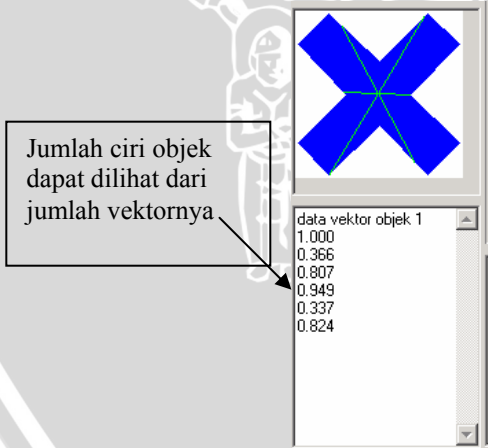 Jumlah ciri objek
dapat dilihat dari
jumlah vektornya
data vektor objek 1
1.000
0.366
0.807
0.949
0.337
0.824